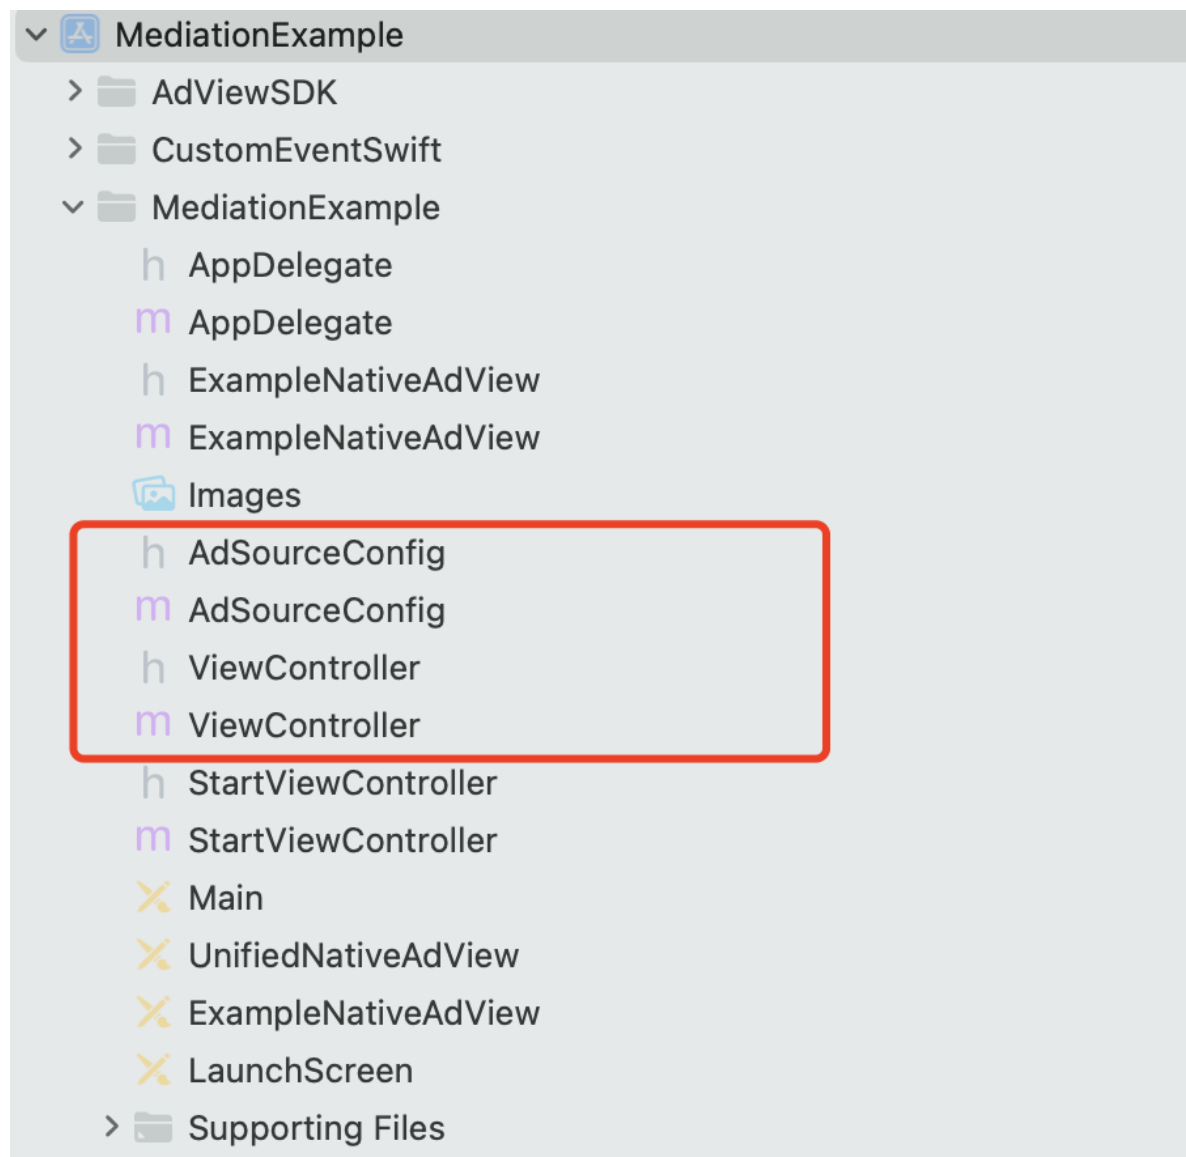 MediationExample
AdViewSDK
CustomEventSwift
MediationExample
h AppDelegate
m AppDelegate
h ExampleNativeAdView
m ExampleNativeAdView
Images
h AdSourceConfig
m AdSourceConfig
h ViewController
m ViewController
h StartViewController
m StartViewController
Main
UnifiedNativeAdView
ExampleNativeAdView
LaunchScreen
Supporting Files